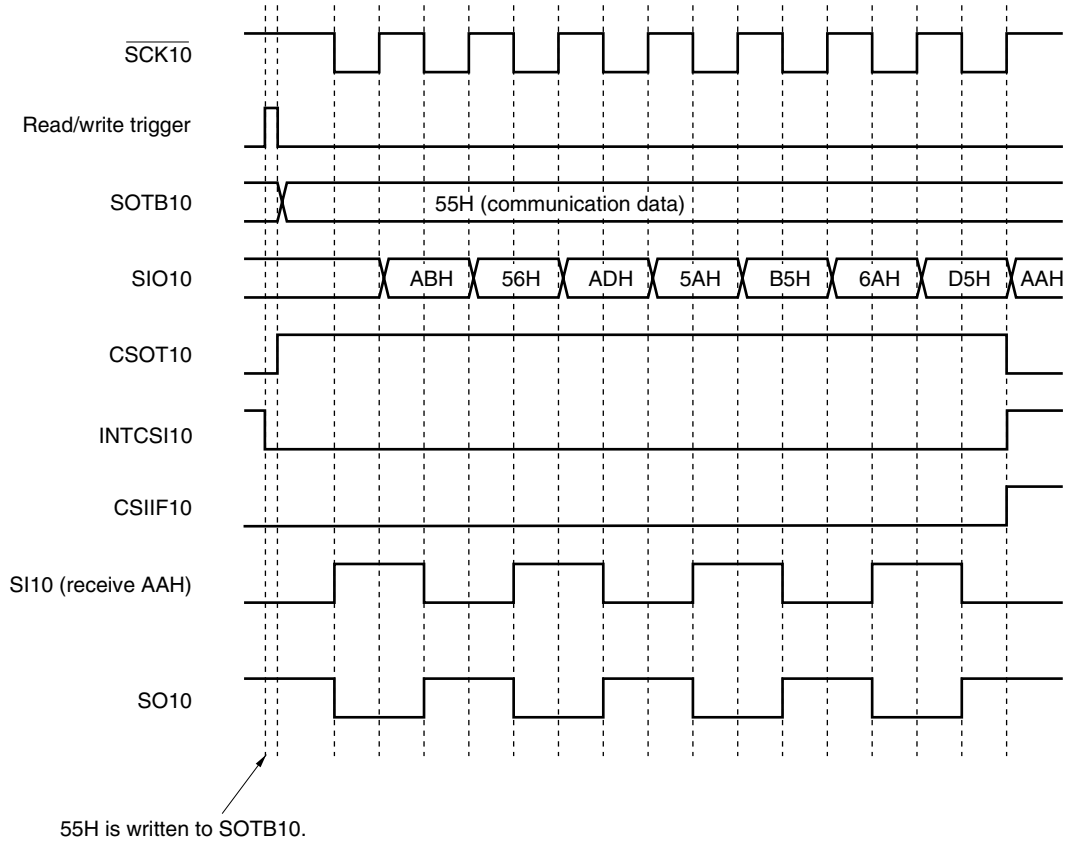 SCK10
Read/write trigger
SOTB10
55H (communication data)
SIO10
ABH 56H ADH 5AH B5H 6AH D5H AAH
CSOT10
INTCSI10
CSIIF10
SI10 (receive AAH)
SO10
55H is written to SOTB10.